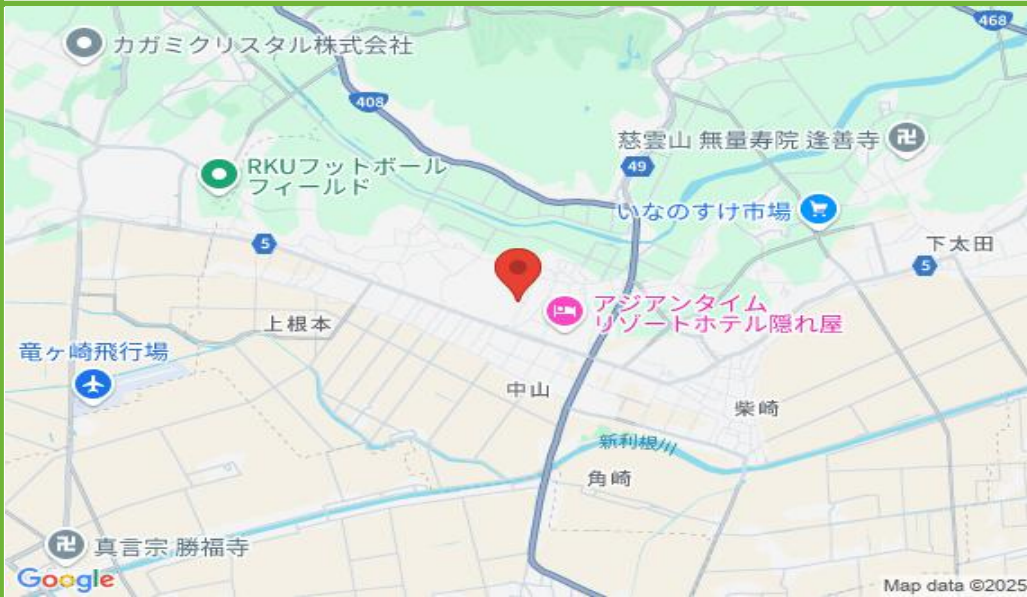 カガミクリスタル株式会社
468
408
慈雲山 無量寿院 逢善寺
49
RKUフットボール
フィールド
いなのすけ市場
5
下太田
5
アジアンタイム
リゾートホテル隠れ屋
上根本
竜ヶ崎飛行場
中山
柴崎
新利根川
角崎
真言宗 勝福寺
Google
Map data ©2025